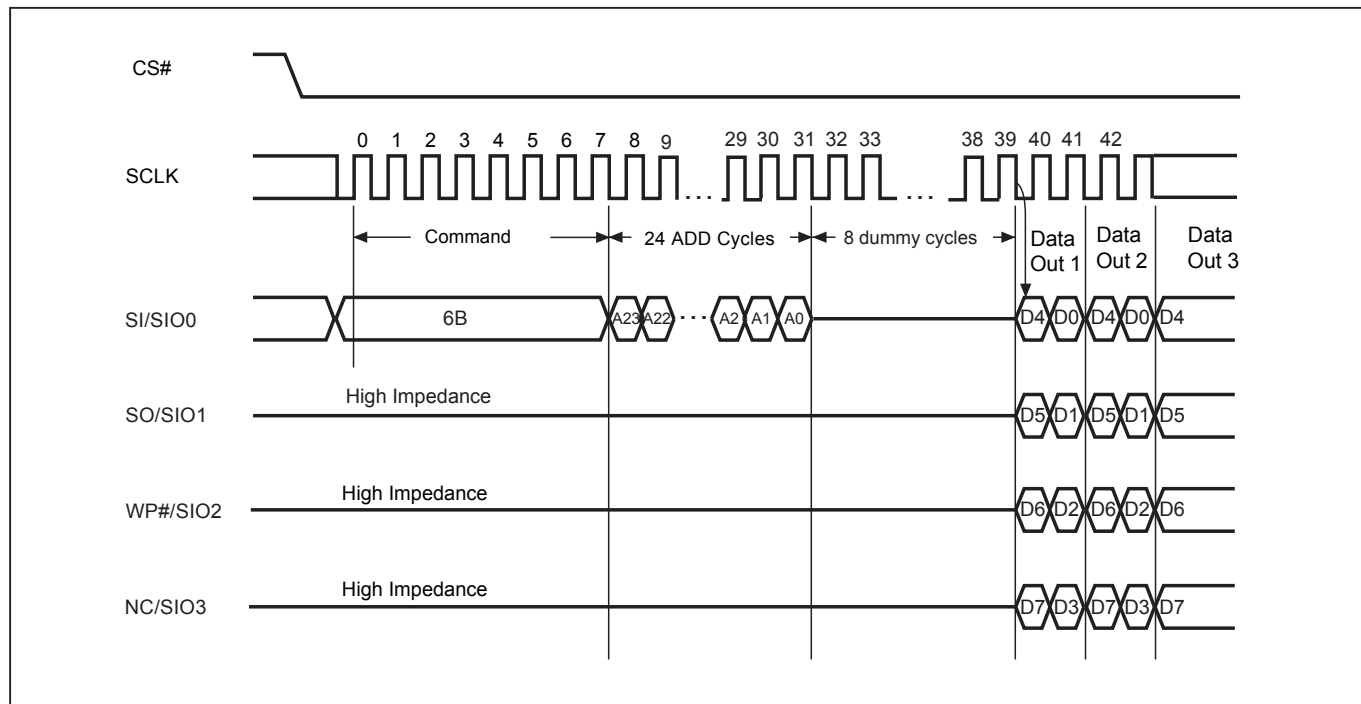 CS#
0 1 2 3 4 5 6 7 8 9 29 30 31 32 33 38 39 40 41 42
SCLK
. . . . . .
Command 24 ADD Cycles 8 dummy cycles Data Out 1 Data Out 2 Data Out 3
SI/SIO0 6B A23 A22 . . . A2 A1 A0 D4 D0 D4 D0 D4
High Impedance
SO/SIO1 D5 D1 D5 D1 D5
High Impedance
WP#/SIO2 D6 D2 D6 D2 D6
High Impedance
NC/SIO3 D7 D3 D7 D3 D7